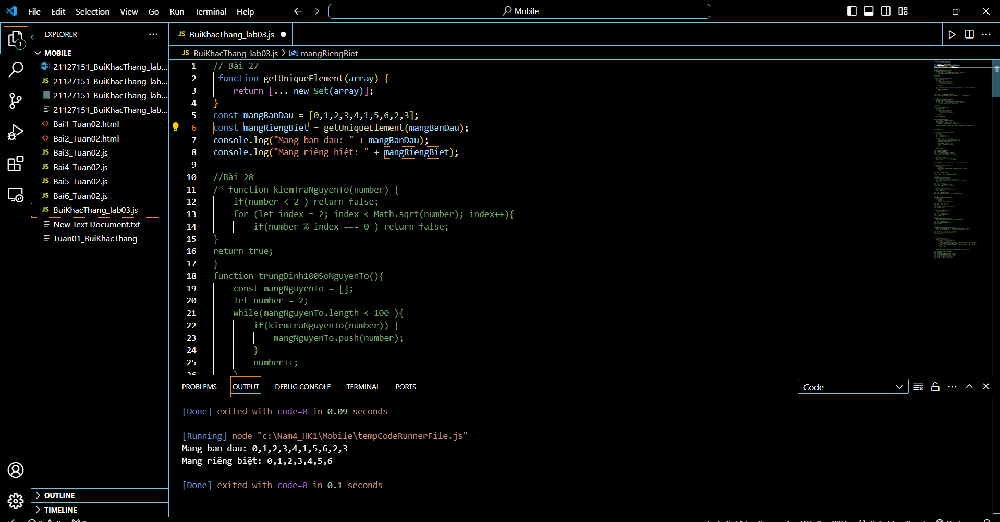 File Edit Selection View Go Run Terminal Help
Mobile
EXPLORER
1
MOBILE
21127151_BuiKhacThang_lab...
JS 21127151_BuiKhacThang_lab...
21127151_BuiKhacThang_lab...
21127151_BuiKhacThang_lab...
<> Bai1_Tuan02.html
<> Bai2_Tuan02.html
JS Bai3_Tuan02.js
JS Bai4_Tuan02.js
JS Bai5_Tuan02.js
JS Bai6_Tuan02.js
JS BuiKhacThang_lab03.js
New Text Document.txt
Tuan01_BuiKhacThang
OUTLINE
TIMELINE
JS BuiKhacThang_lab03.js
JS BuiKhacThang_lab03.js > mangRiengBiet
1 // Bài 27
2 function getUniqueElement(array) {
3 return [... new Set(array)];
4 }
5 const mangBanDau = [0,1,2,3,4,1,5,6,2,3];
6 const mangRiengBiet = getUniqueElement(mangBanDau);
7 console.log("Mang ban dau: " + mangBanDau);
8 console.log("Mang riêng biệt: " + mangRiengBiet);
9
10 //Bài 28
11 /* function kiemTraNguyenTo(number) {
12 if(number < 2 ) return false;
13 for (let index = 2; index < Math.sqrt(number); index++){
14 if(number % index === 0 ) return false;
15 }
16 return true;
17 }
18 function trungBinh100SoNguyenTo(){
19 const mangNguyenTo = [];
20 let number = 2;
21 while(mangNguyenTo.length < 100 ){
22 if(kiemTraNguyenTo(number)) {
23 mangNguyenTo.push(number);
24 }
25 number++;
26 }
PROBLEMS OUTPUT DEBUG CONSOLE TERMINAL PORTS
Code
[Done] exited with code=0 in 0.09 seconds
[Running] node "c:\Nam4_HK1\Mobile\tempCodeRunnerFile.js"
Mang ban dau: 0,1,2,3,4,1,5,6,2,3
Mang riêng biệt: 0,1,2,3,4,5,6
[Done] exited with code=0 in 0.1 seconds